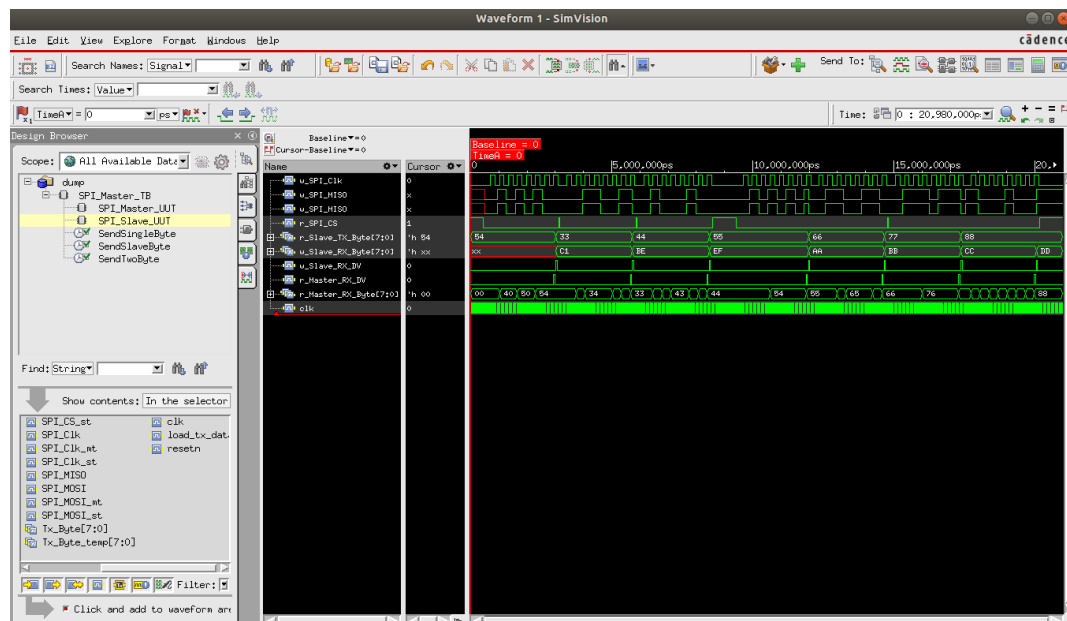 Waveform 1 - SimVision
File Edit View Explore Format Windows Help
cādence
Search Names: Signal
Send To:
Search Times: Value
TimeA = 0 ps
Time: 0 : 20,980,000p
Design Browser
Baseline = 0
Cursor-Baseline = 0
Baseline = 0
TimeA = 0
Scope: All Available Data
Name Cursor 0 5,000,000ps 10,000,000ps 15,000,000ps 20,
dump
SPI_Master_TB
SPI_Master_UUT
SPI_Slave_UUT
SendSingleByte
SendSlaveByte
SendTwoByte
w_SPI_Clk 0
w_SPI_MISO x
w_SPI_MISO x
r_SPI_CS 1
r_Slave_TX_Byte[7:0] 'h 54 54 33 44 55 66 77 88
w_Slave_RX_Byte[7:0] 'h xx xx C1 BE EF AA BB CC DD
w_Slave_RX_DV 0
r_Master_RX_DV 0
r_Master_RX_Byte[7:0] 'h 00 00 40 50 54 34 33 43 44 54 55 65 66 76 88
clk 0
Find: String
Show contents: In the selector
SPI_CS_st clk
SPI_Clk load_tx_dat
SPI_Clk_mt resetn
SPI_Clk_st
SPI_MISO
SPI_MOSI
SPI_MOSI_mt
SPI_MOSI_st
Tx_Byte[7:0]
Tx_Byte_temp[7:0]
Filter:
Click and add to waveform are